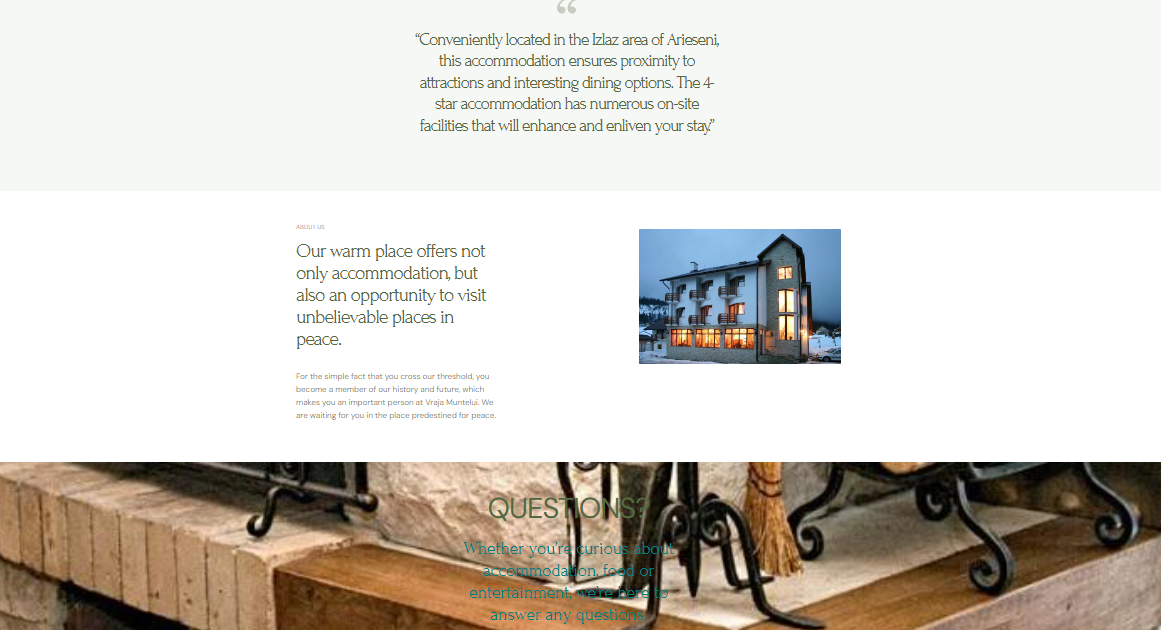 “Conveniently located in the Izlaz area of Arieseni,
this accommodation ensures proximity to
attractions and interesting dining options. The 4-
star accommodation has numerous on-site
facilities that will enhance and enliven your stay.”
ABOUT US
Our warm place offers not
only accommodation, but
also an opportunity to visit
unbelievable places in
peace.
For the simple fact that you cross our threshold, you
become a member of our history and future, which
makes you an important person at Vraja Muntelui. We
are waiting for you in the place predestined for peace.
QUESTIONS?
Whether you're curious about
accommodation, food or
entertainment, we're here to
answer any questions.